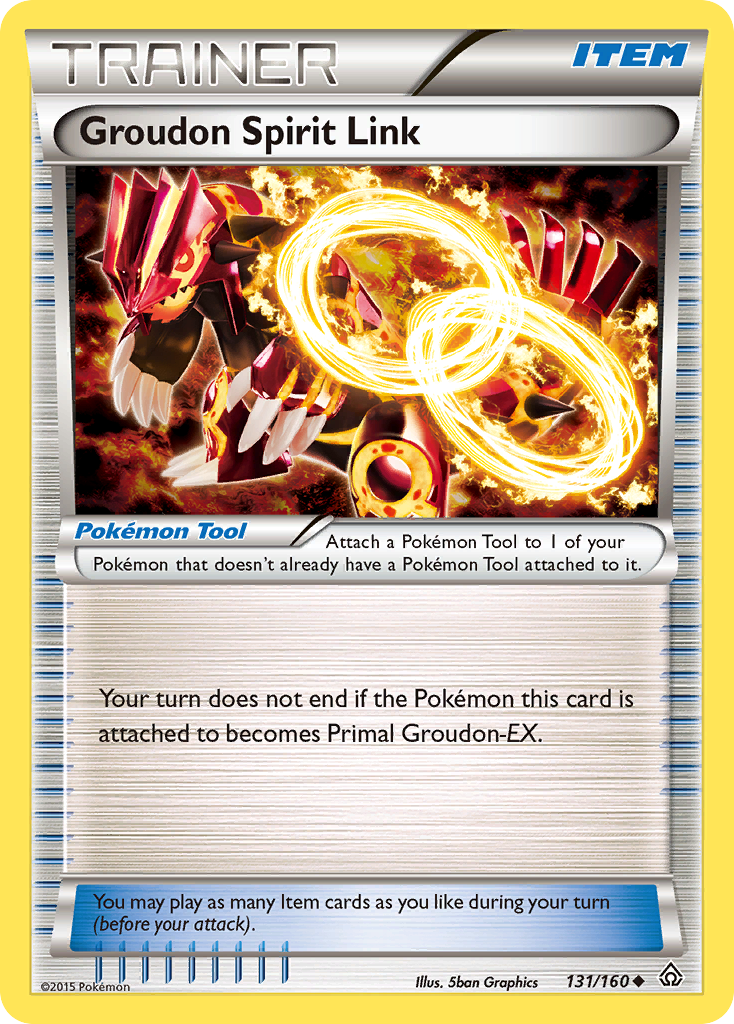 TRAINER
ITEM
Groudon Spirit Link
Pokémon Tool
Attach a Pokémon Tool to 1 of your
Pokémon that doesn't already have a Pokémon Tool attached to it.
Your turn does not end if the Pokémon this card is
attached to becomes Primal Groudon-EX.
You may play as many Item cards as you like during your turn
(before your attack).
©2015 Pokémon
Illus. 5ban Graphics
131/160